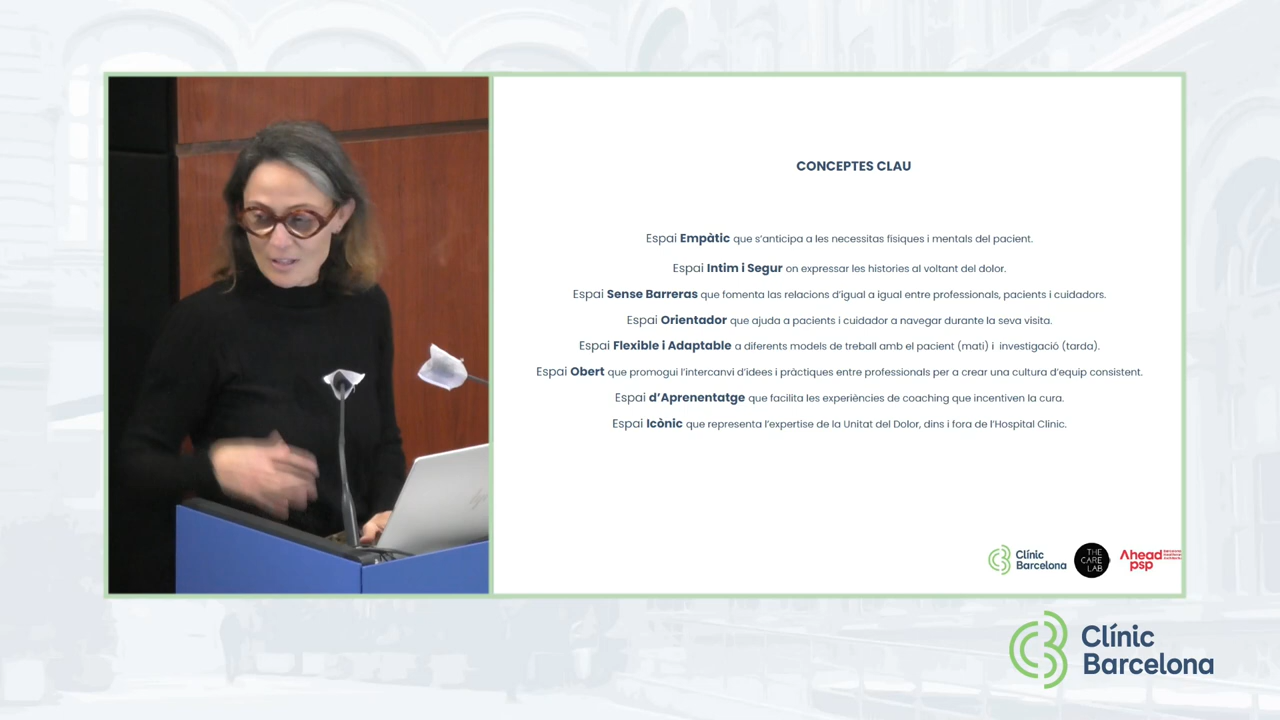 CONCEPTES CLAU
Espai Empàtic que s'anticipa a les necessitas fisiques i mentals del pacient.
Espai Intim i Segur on expressar les histories al voltant del dolor.
Espai Sense Barreras que fomenta las relacions d'igual a igual entre professionals, pacients i cuidadors.
Espai Orientador que ajuda a pacients i cuidador a navegar durante la seva visita.
Espai Flexible i Adaptable a diferents models de treball amb el pacient (mati) i investigació (tarda).
Espai Obert que promogui l'intercanvi d'idees i pràctiques entre professionals per a crear una cultura d'equip consistent.
Espai d'Aprenentatge que facilita les experiències de coaching que incentiven la cura.
Espai Icònic que representa l'expertise de la Unitat del Dolor, dins i fora de l'Hospital Clinic.
Clínic
Barcelona
THE
CARE
LAB
Ahead
psp
Clínic
Barcelona